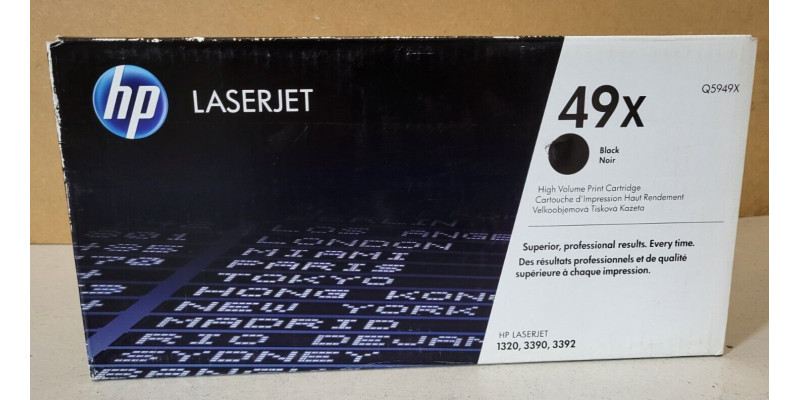 hp
LASERJET
49X
Q5949X
Black
Noir
High Volume Print Cartridge
Cartouche d'Impression Haut Rendement
Velkoobjemová Tisková Kazeta
Superior, professional results. Every time.
Des résultats professionnels et de qualité
supérieure à chaque impression.
HP LASERJET
1320, 3390, 3392
LOS ANGE
LONDON
MIAMI
PARIS
TOKYO
HONG KONG
NEW YORK
MADRID
RIO DEJAN
SYDNEY